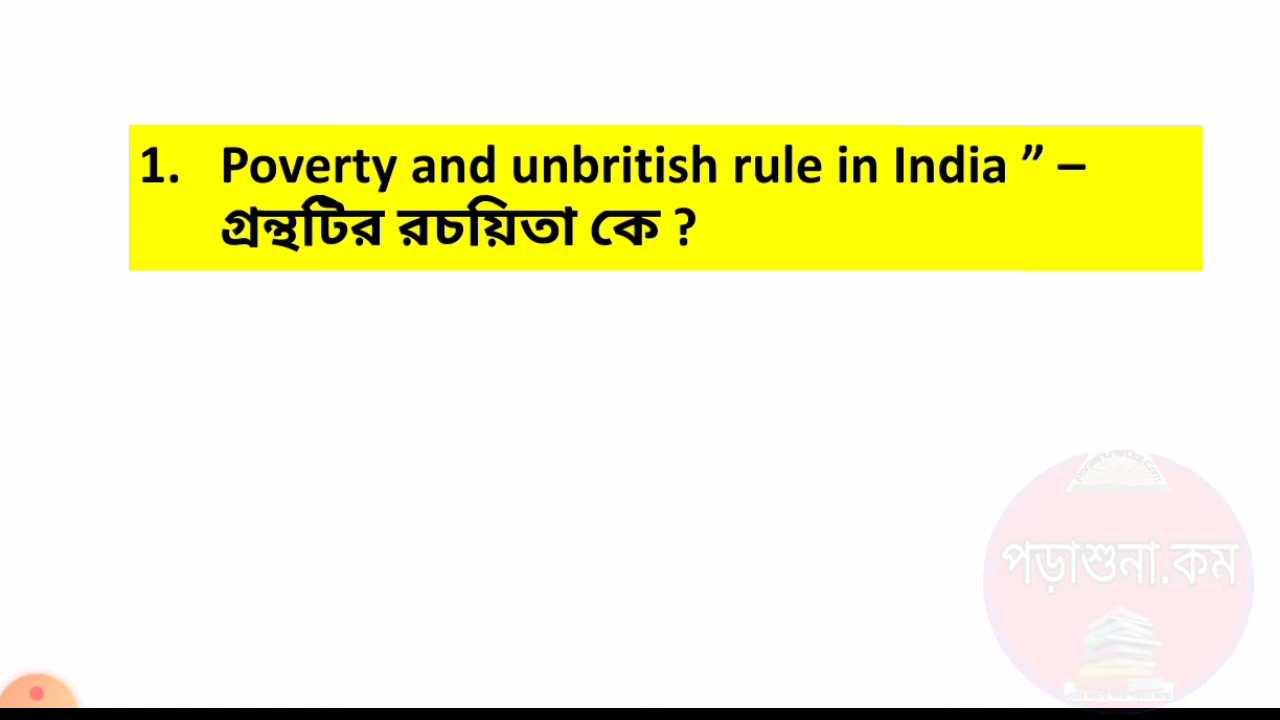 1. Poverty and unbritish rule in India ” –
গ্রন্থটির রচয়িতা কে ?
পড়াশুনা.কম